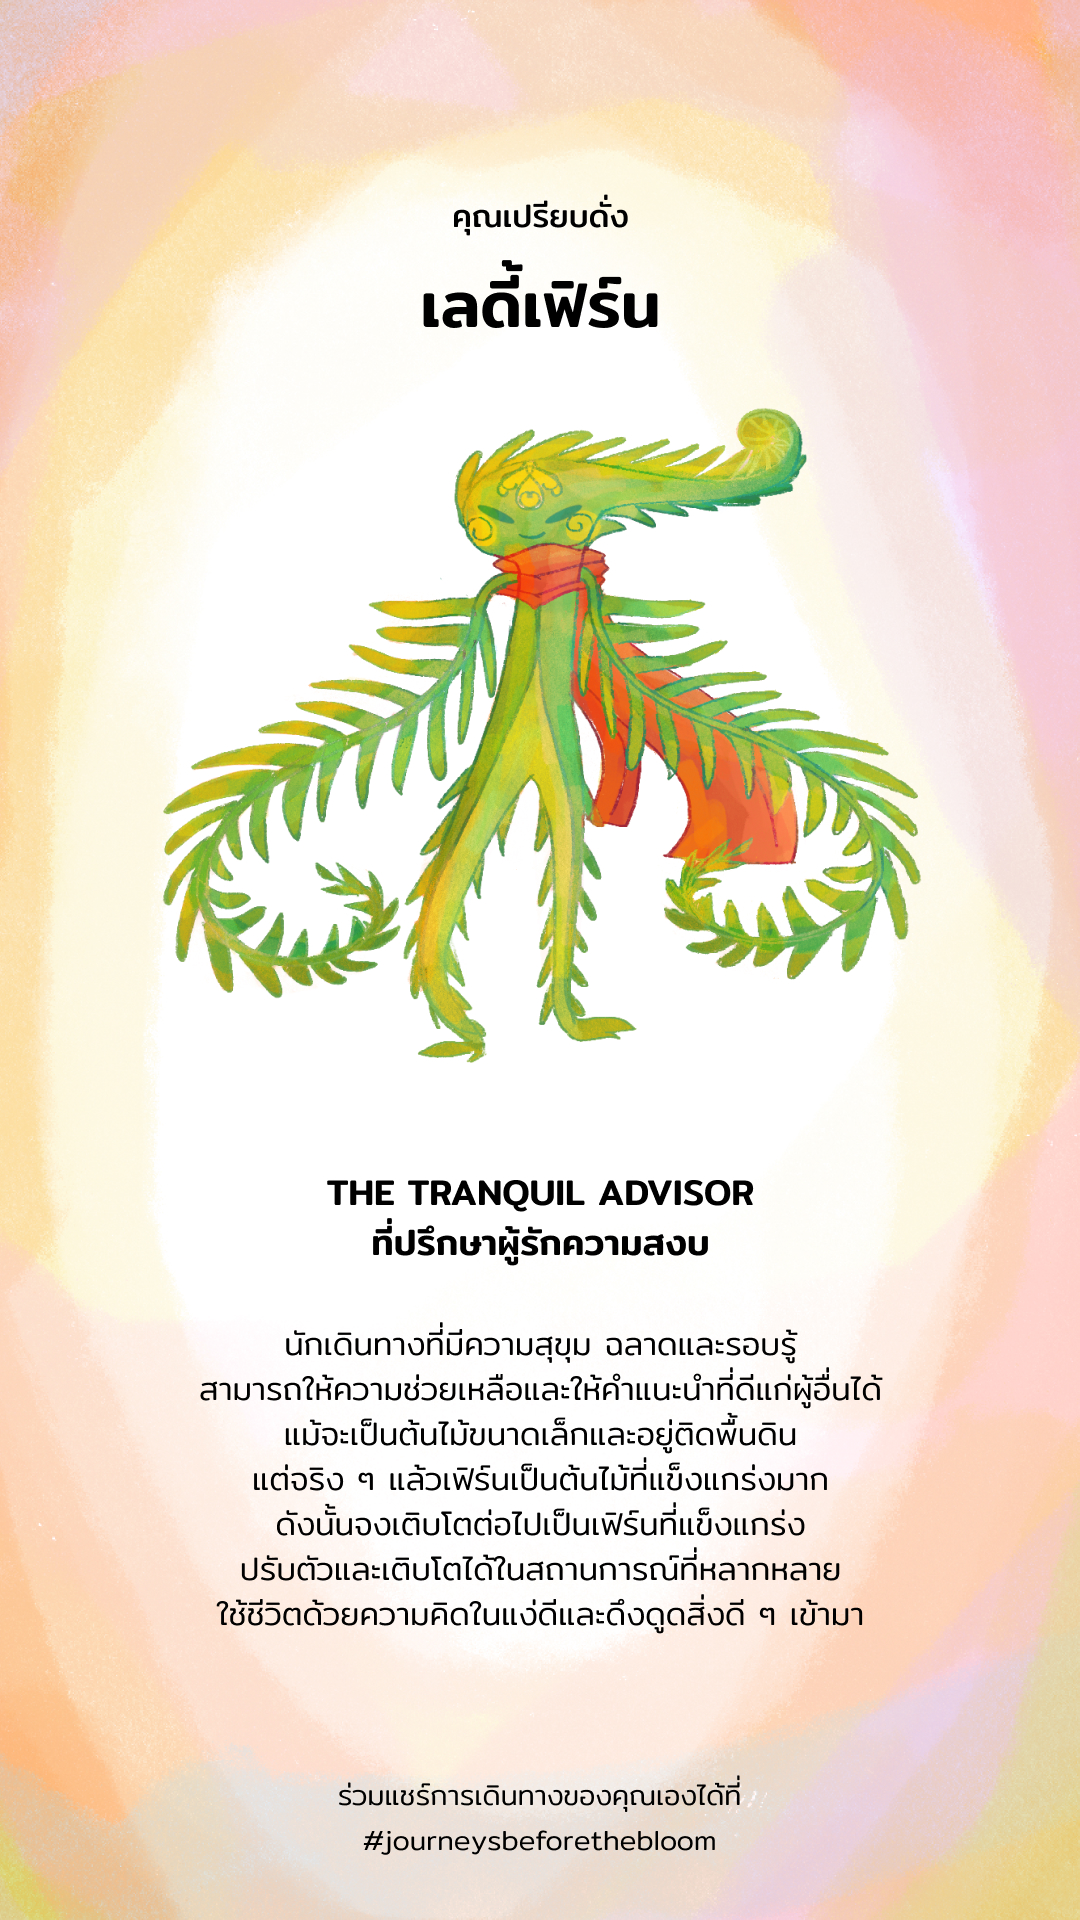 คุณเปรียบดั่ง
เลดี้เฟิร์น
THE TRANQUIL ADVISOR
ที่ปรึกษาผู้รักความสงบ
นักเดินทางที่มีความสุขุม ฉลาดและรอบรู้
สามารถให้ความช่วยเหลือและให้คำแนะนำที่ดีแก่ผู้อื่นได้
แม้จะเป็นต้นไม้ขนาดเล็กและอยู่ติดพื้นดิน
แต่จริง ๆ แล้วเฟิร์นเป็นต้นไม้ที่แข็งแกร่งมาก
ดังนั้นจงเติบโตต่อไปเป็นเฟิร์นที่แข็งแกร่ง
ปรับตัวและเติบโตได้ในสถานการณ์ที่หลากหลาย
ใช้ชีวิตด้วยความคิดในแง่ดีและดึงดูดสิ่งดี ๆ เข้ามา
ร่วมแชร์การเดินทางของคุณเองได้ที่
#journeysbeforethebloom